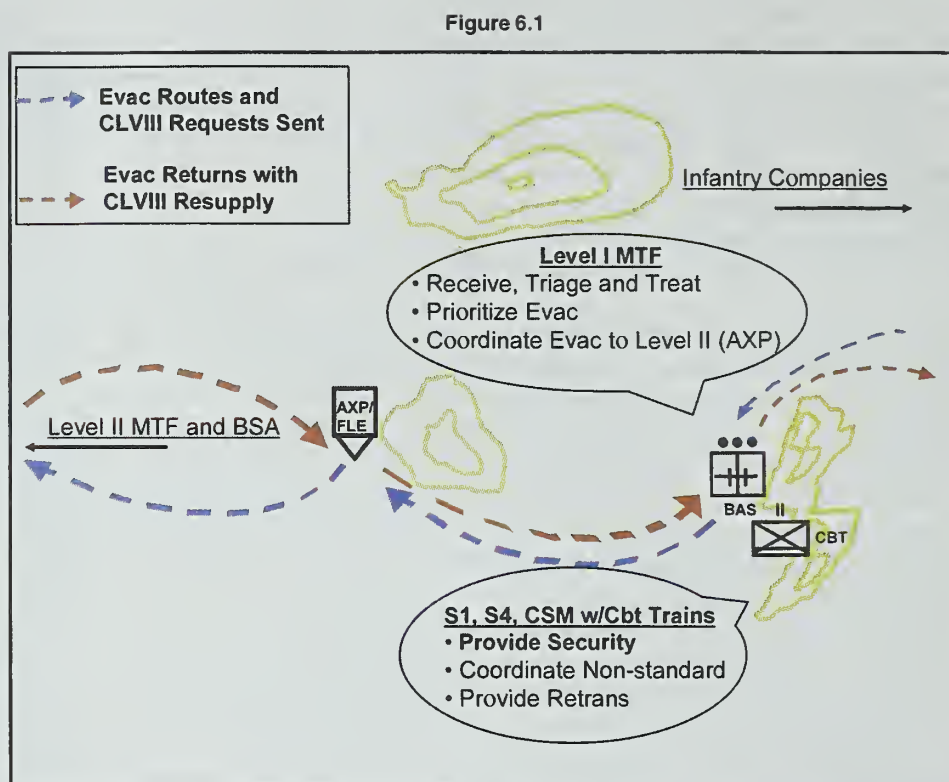 Figure 6.1
Evac Routes and
CLVIII Requests Sent
Evac Returns with
CLVIII Resupply
Infantry Companies
Level I MTF
• Receive, Triage and Treat
• Prioritize Evac
• Coordinate Evac to Level II (AXP)
AXP/
FLE
Level II MTF and BSA
BAS
II
CBT
S1, S4, CSM w/Cbt Trains
• Provide Security
• Coordinate Non-standard
• Provide Retrans